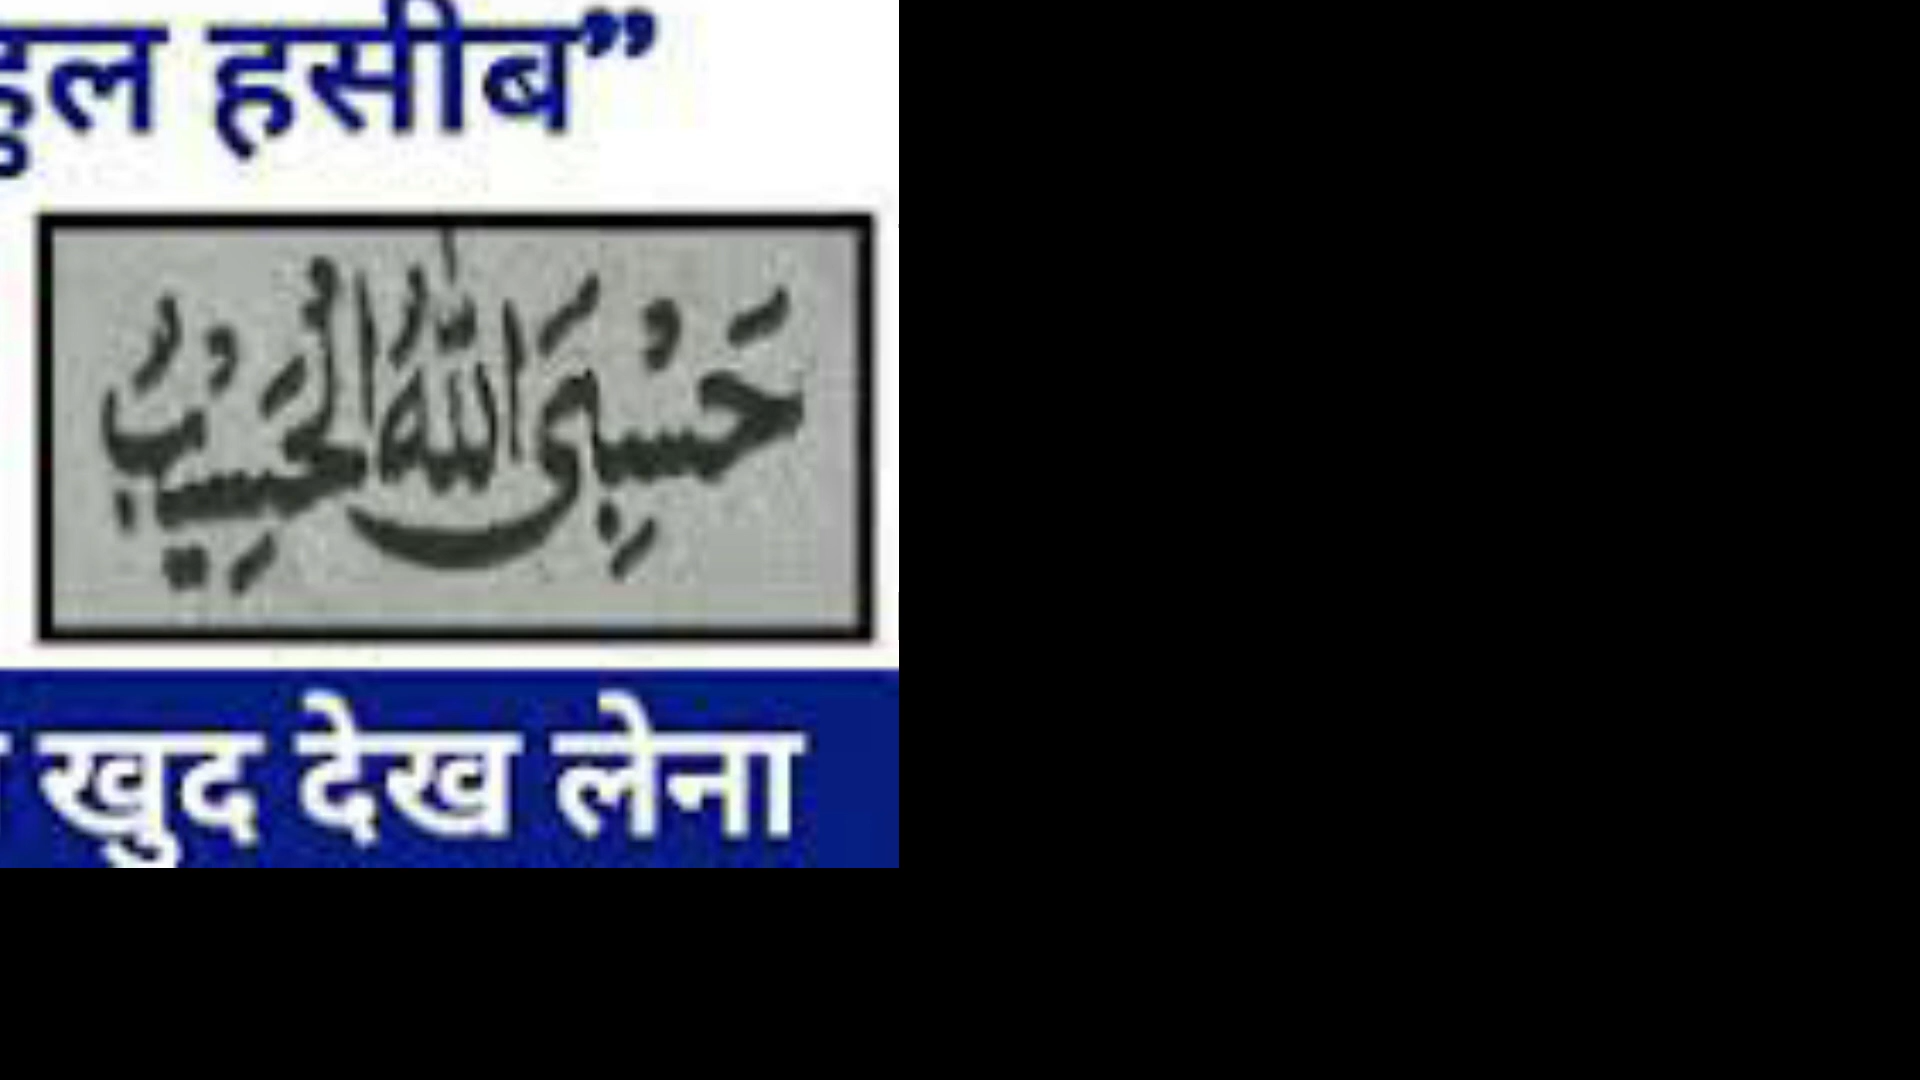 हुल हसीब”
حَسْبِىَ اللّٰهُ الْحَسِيْبُ
खुद देख लेना